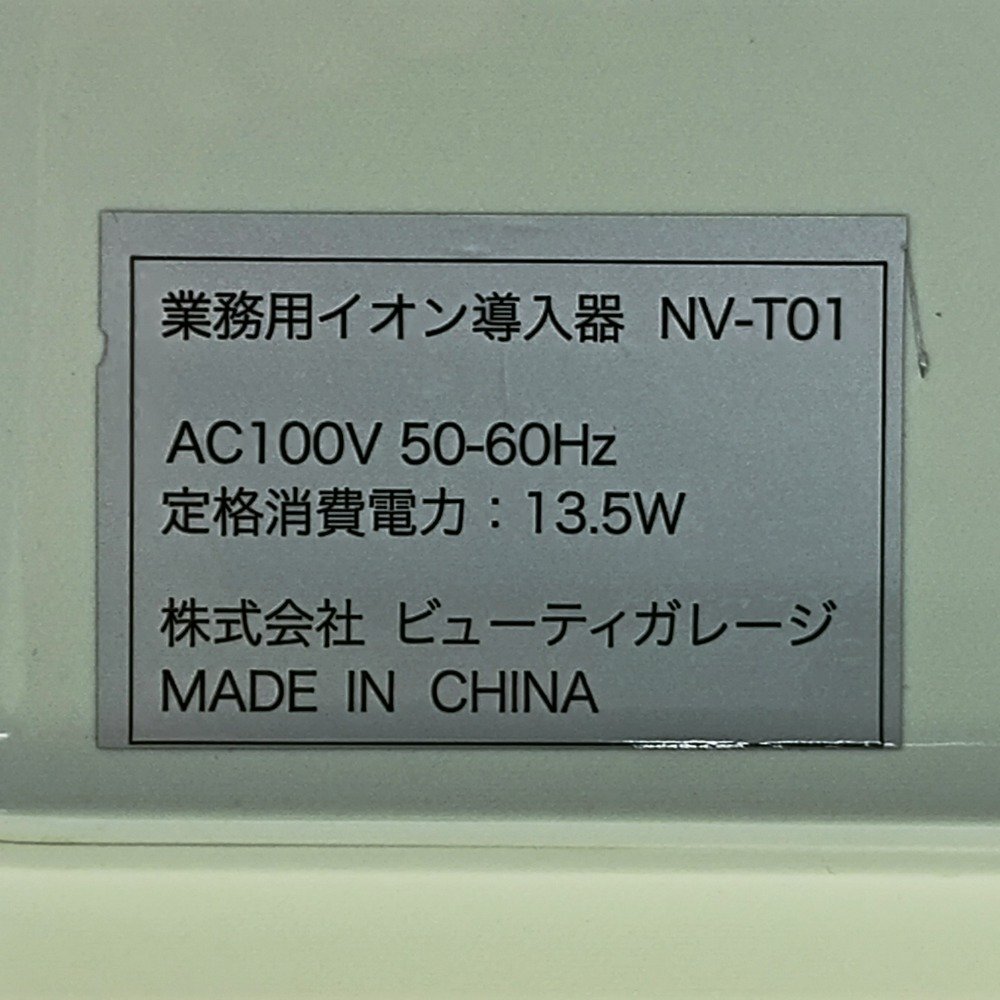 業務用イオン導入器 NV-T01
AC100V 50-60Hz
定格消費電力：13.5W
株式会社 ビューティガレージ
MADE IN CHINA